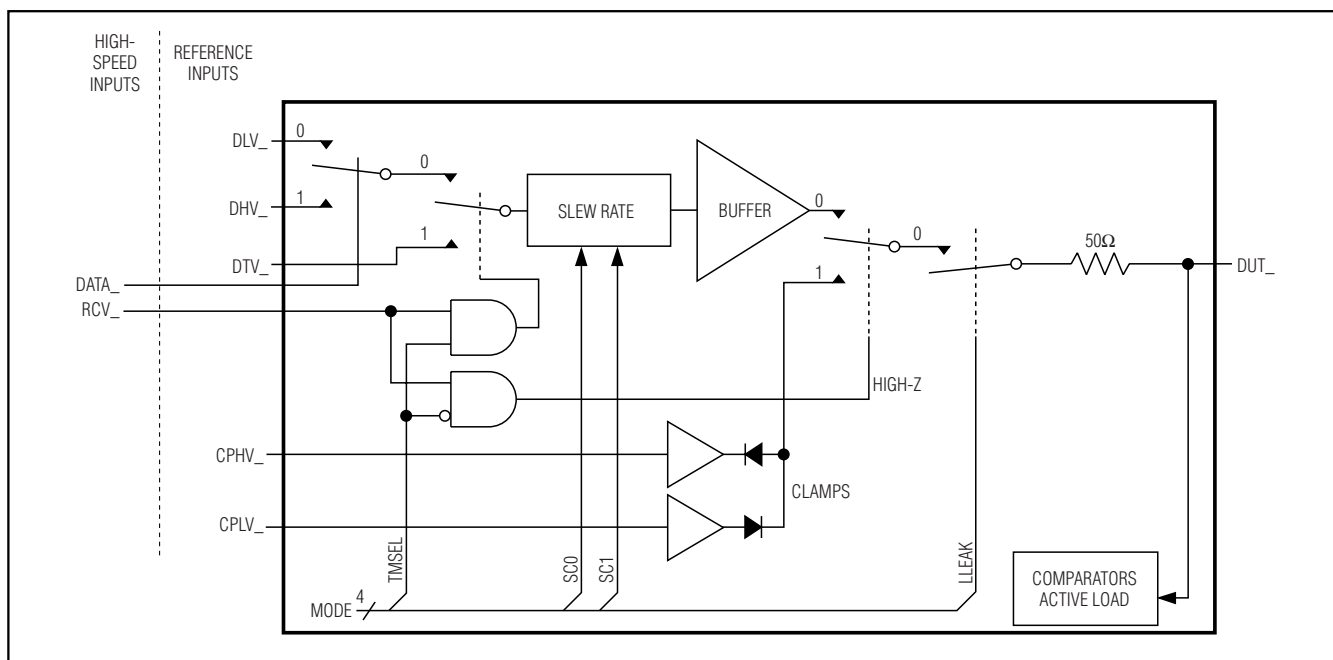 HIGH-
SPEED
INPUTS
REFERENCE
INPUTS
DLV_
0
0
DHV_
1
SLEW RATE
BUFFER
0
0
50Ω
DTV_
1
1
DUT_
DATA_
RCV_
HIGH-Z
CPHV_
CLAMPS
CPLV_
TMSEL
SC0
SC1
LLEAK
COMPARATORS
ACTIVE LOAD
MODE
4